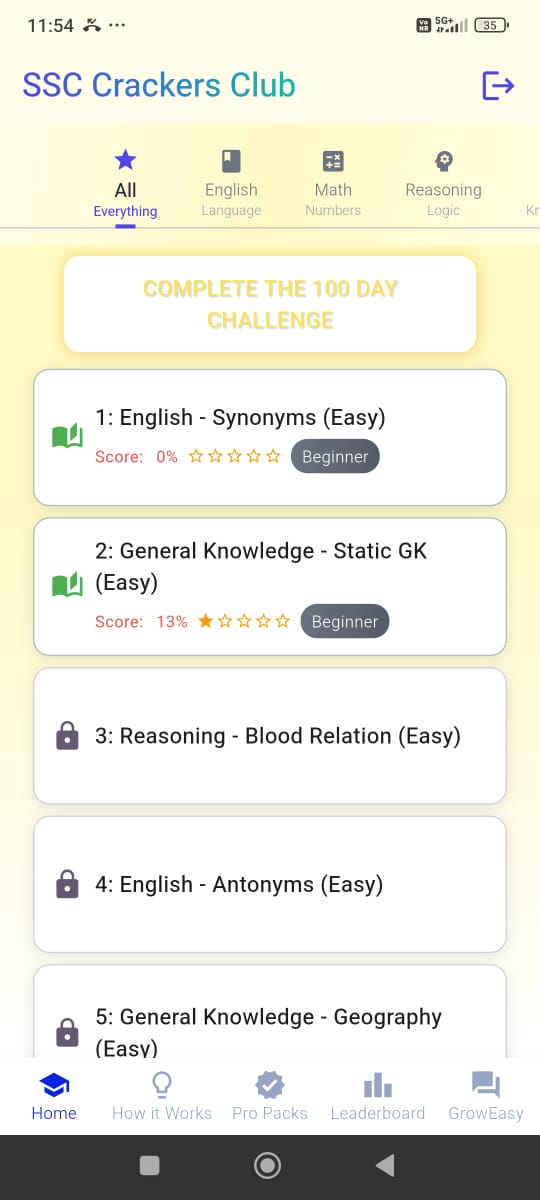 11:54
Vo NR 5G+ 35
SSC Crackers Club
All English Math Reasoning
Everything Language Numbers Logic Kr
COMPLETE THE 100 DAY
CHALLENGE
1: English - Synonyms (Easy)
Score: 0% Beginner
2: General Knowledge - Static GK
(Easy)
Score: 13% Beginner
3: Reasoning - Blood Relation (Easy)
4: English - Antonyms (Easy)
5: General Knowledge - Geography
(Easy)
Home How it Works Pro Packs Leaderboard GrowEasy